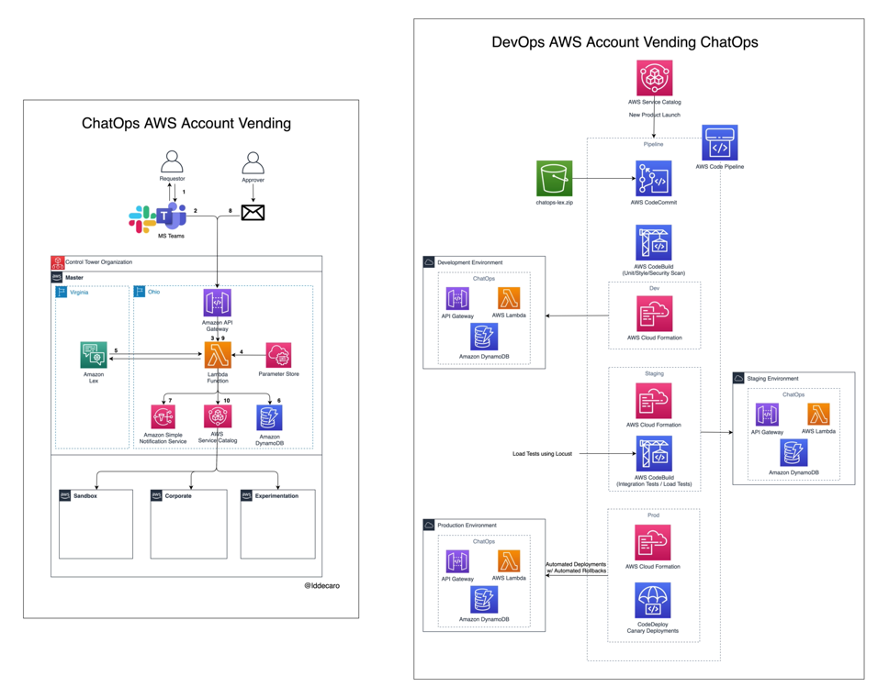 ChatOps AWS Account Vending
Requestor
Approver
1
2
8
MS Teams
Control Tower Organization
Master
Virginia
Ohio
Amazon API
Gateway
3
9
5
4
Amazon
Lex
Lambda
Function
Parameter Store
7
10
6
Amazon Simple
Notification Service
AWS
Service Catalog
Amazon
DynamoDB
Sandbox
Corporate
Experimentation
@lddecaro
DevOps AWS Account Vending ChatOps
AWS Service Catalog
New Product Launch
Pipeline
AWS Code Pipeline
chatops-lex.zip
AWS CodeCommit
AWS CodeBuild
(Unit/Style/Security Scan)
Development Environment
ChatOps
API Gateway
AWS Lambda
Amazon DynamoDB
Dev
AWS Cloud Formation
Staging
AWS Cloud Formation
Load Tests using Locust
AWS CodeBuild
(Integration Tests / Load Tests)
Staging Environment
ChatOps
API Gateway
AWS Lambda
Amazon DynamoDB
Production Environment
ChatOps
API Gateway
AWS Lambda
Amazon DynamoDB
Automated Deployments
w/ Automated Rollbacks
Prod
AWS Cloud Formation
CodeDeploy
Canary Deployments